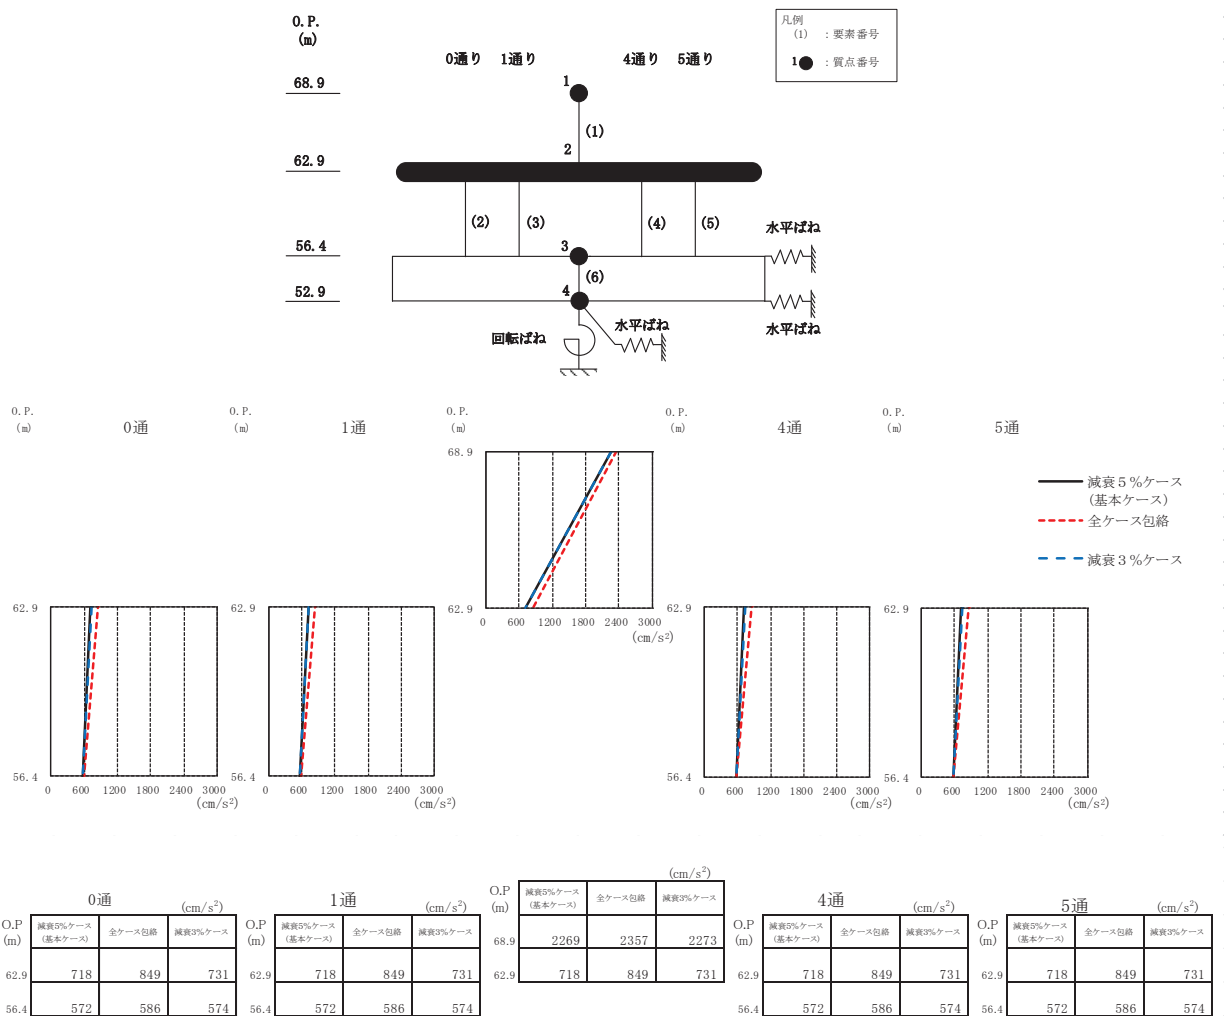 O.P.
(m)
0通り 1通り 4通り 5通り
凡例
(1) : 要素番号
1 : 質点番号
68.9
1
(1)
2
62.9
(2) (3) (4) (5)
水平ばね
56.4
3
(6)
52.9
4
水平ばね
水平ばね
回転ばね
O.P.
(m)
0通
O.P.
(m)
1通
O.P.
(m)
O.P.
(m)
4通
O.P.
(m)
5通
減衰5%ケース
(基本ケース)
全ケース包絡
減衰3%ケース
68.9
62.9
0 600 1200 1800 2400 3000
(cm/s²)
62.9
56.4
0 600 1200 1800 2400 3000
(cm/s²)
62.9
56.4
0 600 1200 1800 2400 3000
(cm/s²)
62.9
56.4
0 600 1200 1800 2400 3000
(cm/s²)
62.9
56.4
0 600 1200 1800 2400 3000
(cm/s²)
0通 (cm/s²)
O.P (m) 減衰5%ケース(基本ケース) 全ケース包絡 減衰3%ケース
62.9 718 849 731
56.4 572 586 574
1通 (cm/s²)
O.P (m) 減衰5%ケース(基本ケース) 全ケース包絡 減衰3%ケース
62.9 718 849 731
56.4 572 586 574
(cm/s²)
O.P (m) 減衰5%ケース(基本ケース) 全ケース包絡 減衰3%ケース
68.9 2269 2357 2273
62.9 718 849 731
4通 (cm/s²)
O.P (m) 減衰5%ケース(基本ケース) 全ケース包絡 減衰3%ケース
62.9 718 849 731
56.4 572 586 574
5通 (cm/s²)
O.P (m) 減衰5%ケース(基本ケース) 全ケース包絡 減衰3%ケース
62.9 718 849 731
56.4 572 586 574